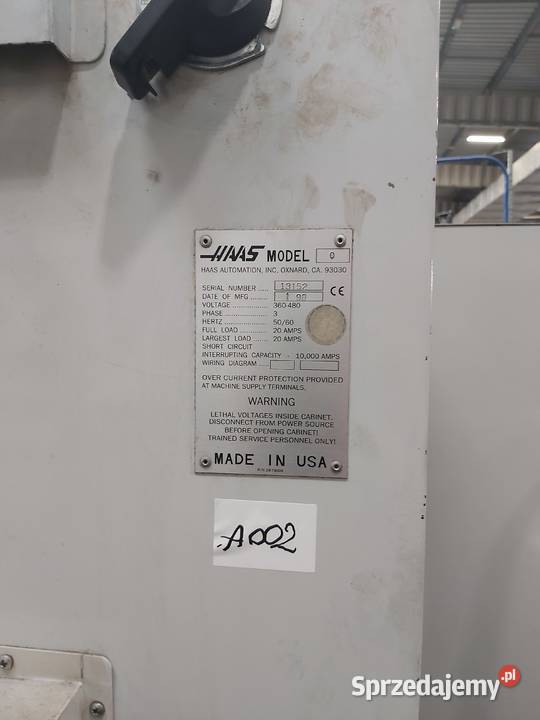 HAAS MODEL 0
HAAS AUTOMATION, INC. OXNARD, CA. 93030
SERIAL NUMBER ..... 13152
DATE OF MFG ..... 1 98
VOLTAGE ............... 360-480
PHASE .................... 3
HERTZ .................... 50/60
FULL LOAD ............ 20 AMPS
LARGEST LOAD ..... 20 AMPS
SHORT CIRCUIT
INTERRUPTING CAPACITY - 10,000 AMPS
WIRING DIAGRAM ....
CE
OVER CURRENT PROTECTION PROVIDED
AT MACHINE SUPPLY TERMINALS.
WARNING
LETHAL VOLTAGES INSIDE CABINET.
DISCONNECT FROM POWER SOURCE
BEFORE OPENING CABINET!
TRAINED SERVICE PERSONNEL ONLY!
MADE IN USA
A002
Sprzedajemy.pl